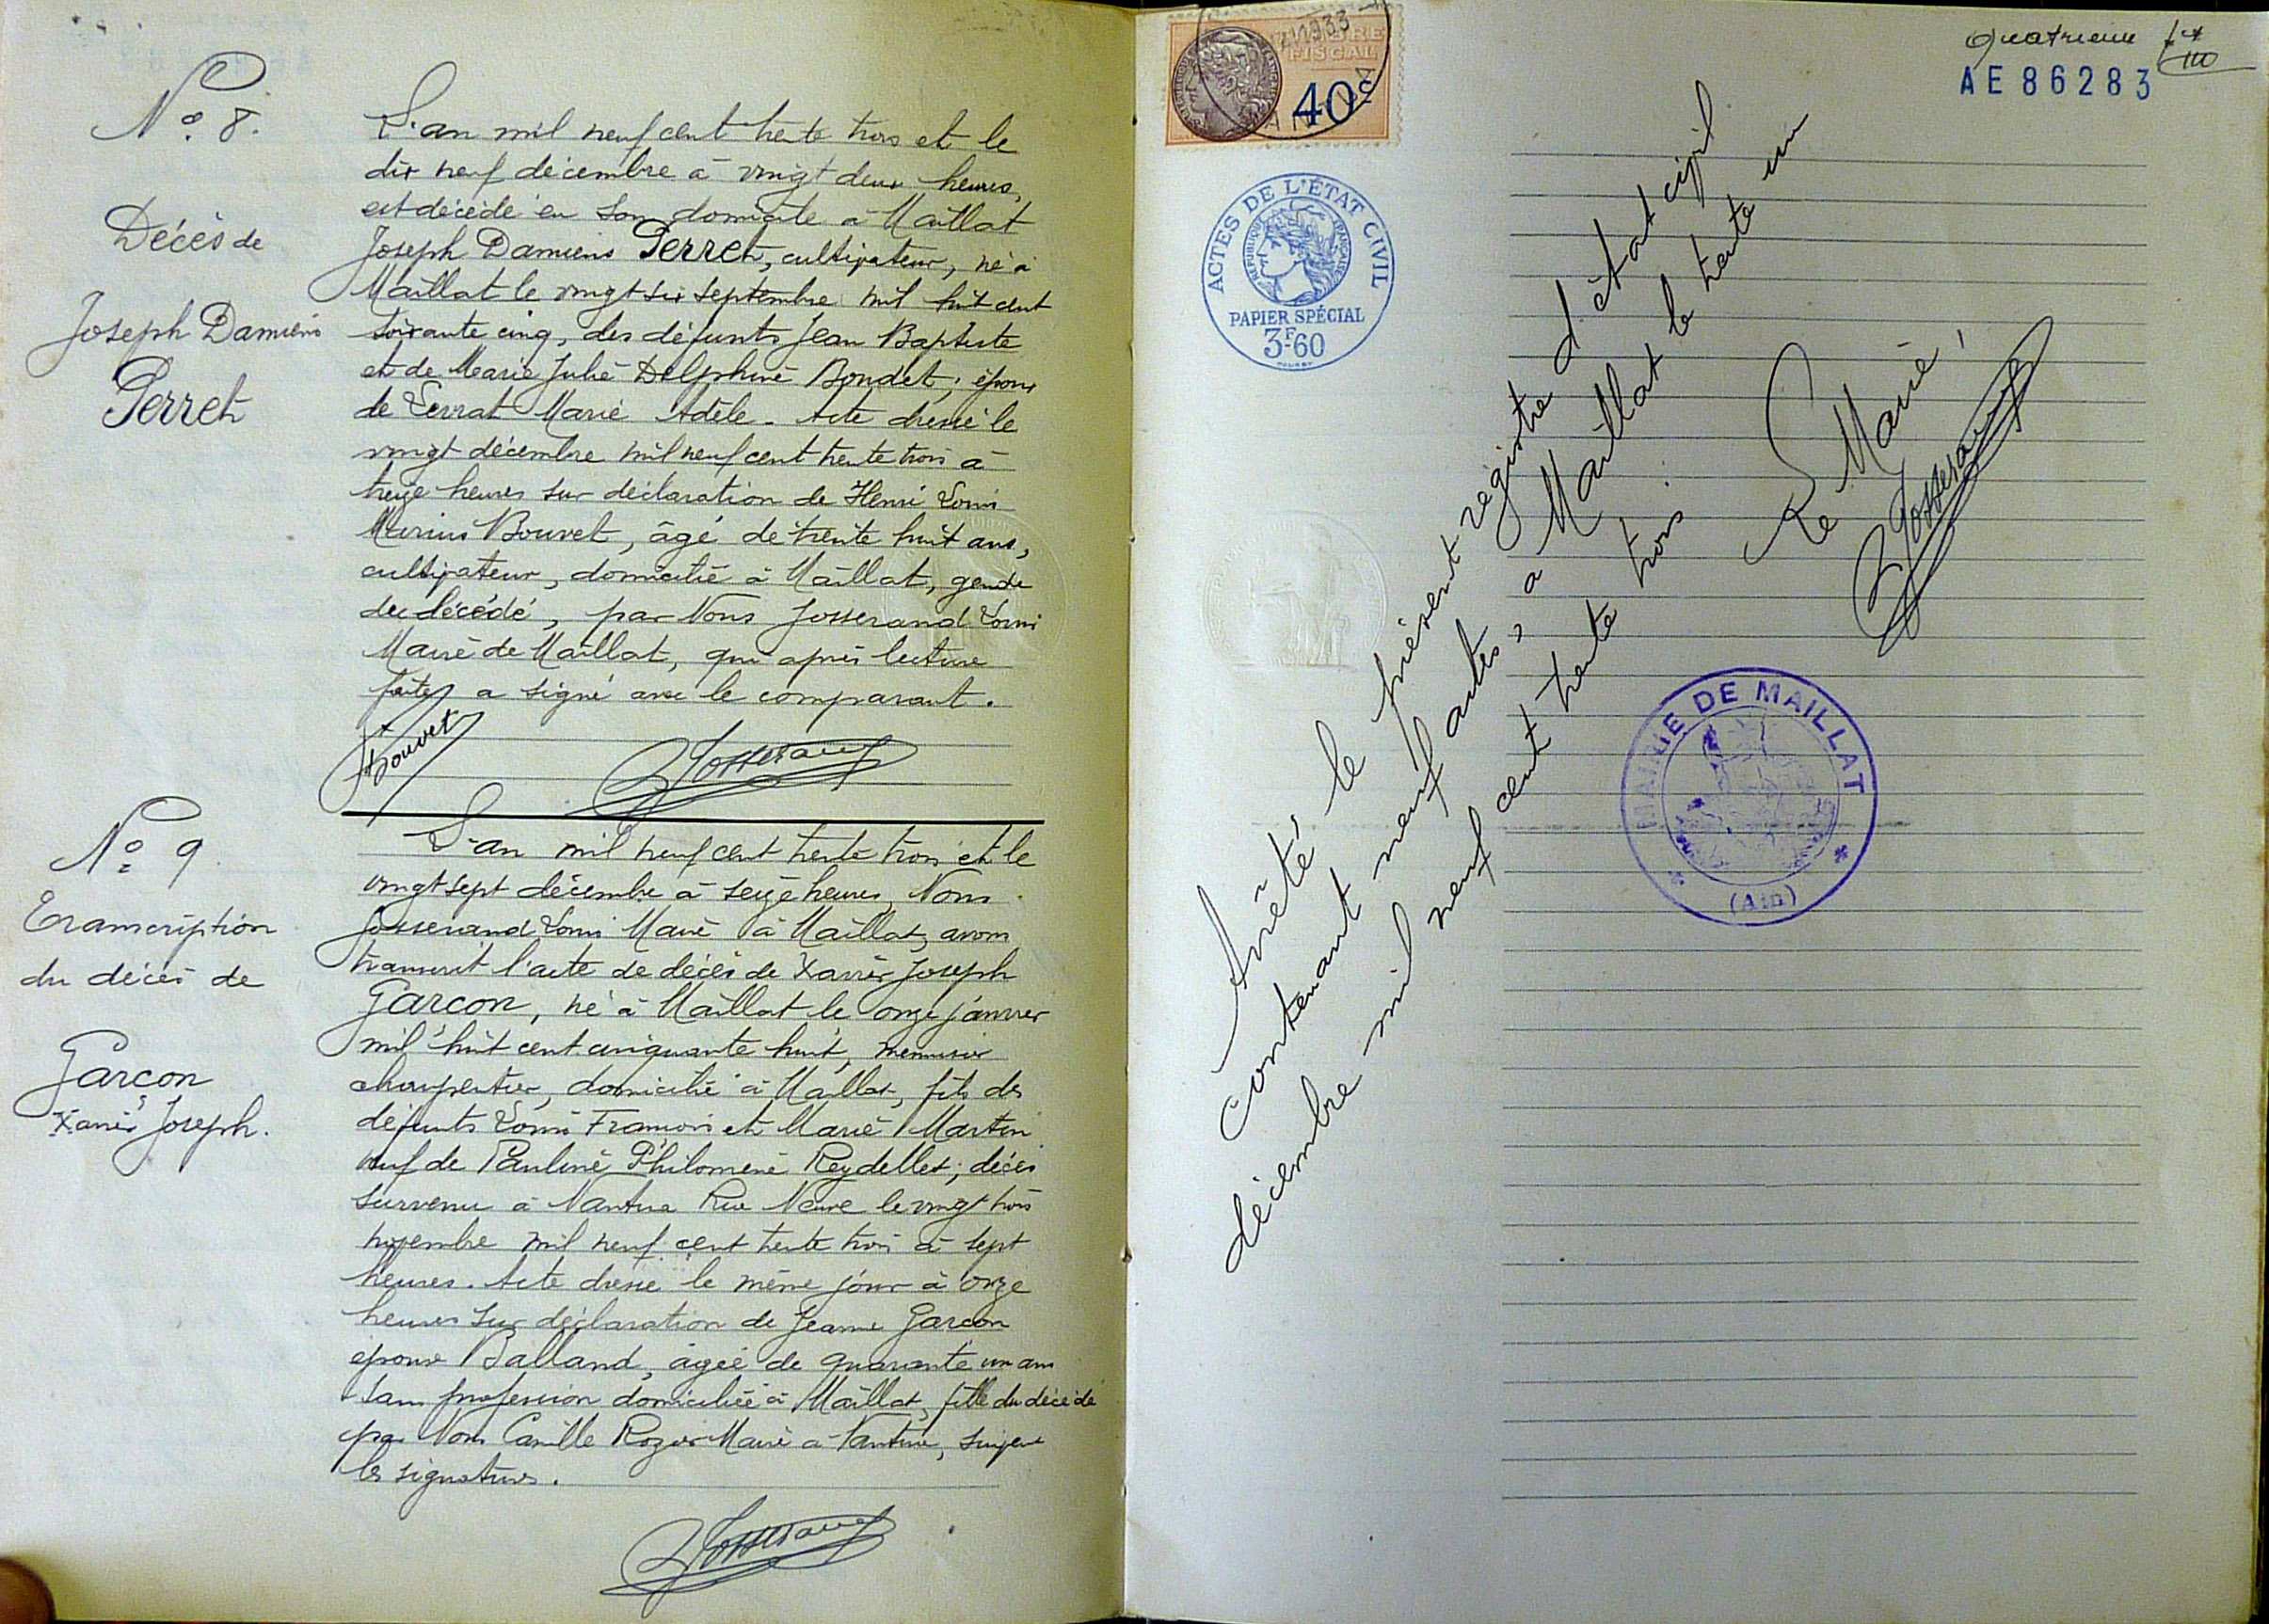 N° 8.
Décès de
Joseph Damiens
Perret
L'an mil neuf cent trente trois et le
dix neuf décembre à vingt deux heures,
est décédé en son domicile à Maillat
Joseph Damiens Perret, cultivateur, né à
Maillat le vingt six septembre mil huit cent
soixante cinq, des défunts Jean Baptiste
et de Marie Julie Delphine Bondet, époux
de Verrat Marie Adèle. Acte dressé le
vingt décembre mil neuf cent trente trois à
treize heures sur déclaration de Henri Louis
Marius Bouvet, âgé de trente huit ans,
cultivateur, domicilié à Maillat, gendre
du décédé, par Nous Josserand Louis
Maire de Maillat, qui après lecture
faite, a signé avec le comparant.
Bouvet
Josserand
N° 9
Transcription
du décès de
Garçon
Xavier Joseph.
L'an mil neuf cent trente trois et le
vingt sept décembre à seize heures, Nous
Josserand Louis Maire à Maillat, avons
transcrit l'acte de décès de Xavier Joseph
Garcon, né à Maillat le onze janvier
mil huit cent cinquante huit, menuisier
charpentier, domicilié à Maillat, fils des
défunts Louis François et Marie Martin
veuf de Pauline Philomène Reydellet; décès
survenu à Nantua Rue Neuve le vingt trois
novembre mil neuf cent trente trois à sept
heures. Acte dressé le même jour à onze
heures sur déclaration de Jeanne Garcon
épouse Balland, âgée de quarante un ans
sans profession domiciliée à Maillat, fille du décédé
par Nous Camille Rozier Maire à Nantua, suivent
les signatures.
Josserand
TIMBRE
FISCAL
1933
40c
ACTES DE L'ÉTAT CIVIL
RÉPUBLIQUE FRANÇAISE
PAPIER SPÉCIAL
3F60
Quatrième
AE 86283
Arrêté le présent registre d'état civil
contenant neuf actes, à Maillat le trente un
décembre mil neuf cent trente trois.
Le Maire,
Josserand
MAIRIE DE MAILLAT
(Ain)